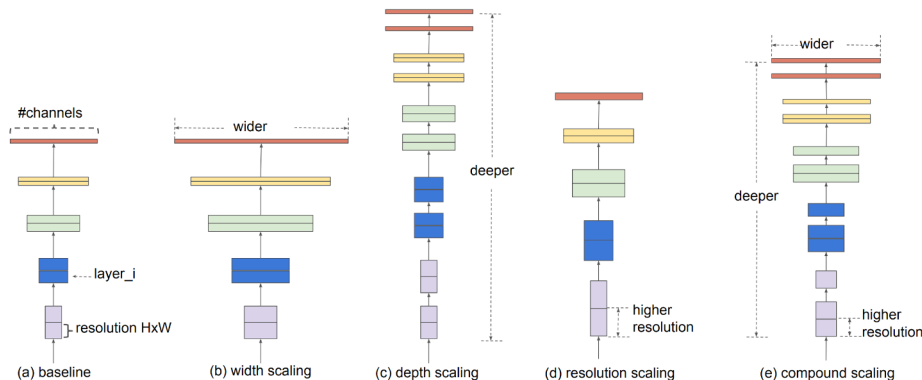 #channels
layer_i
resolution HxW
(a) baseline
wider
(b) width scaling
deeper
(c) depth scaling
higher
resolution
(d) resolution scaling
wider
deeper
higher
resolution
(e) compound scaling